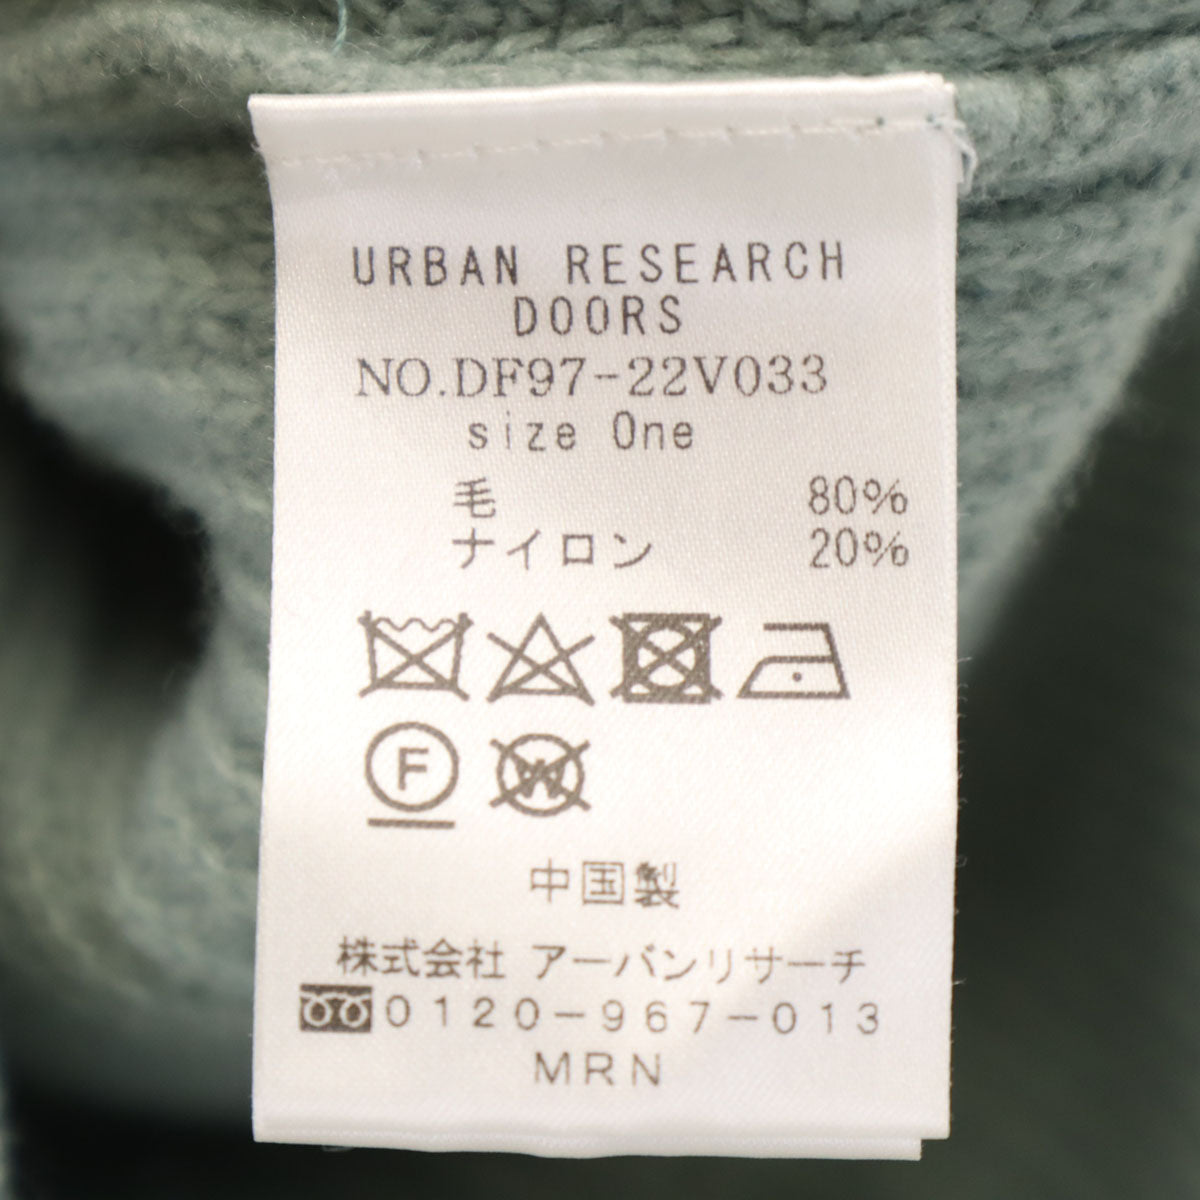 URBAN RESEARCH
DOORS
NO.DF97-22V033
size One
毛 80%
ナイロン 20%
F W
中国製
株式会社 アーバンリサーチ
0120-967-013
MRN